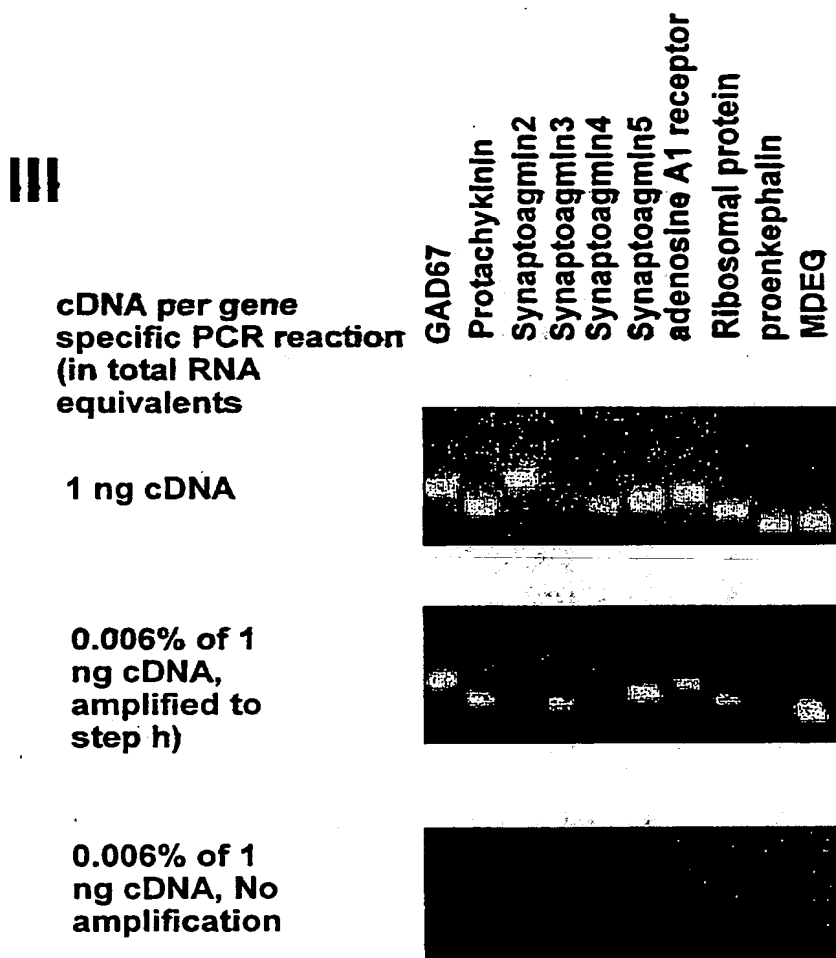 III
GAD67
Protachykinin
Synaptoagmin2
Synaptoagmin3
Synaptoagmin4
Synaptoagmin5
adenosine A1 receptor
Ribosomal protein
proenkephalin
MDEG
cDNA per gene
specific PCR reaction
(in total RNA
equivalents
1 ng cDNA
0.006% of 1
ng cDNA,
amplified to
step h)
0.006% of 1
ng cDNA, No
amplification